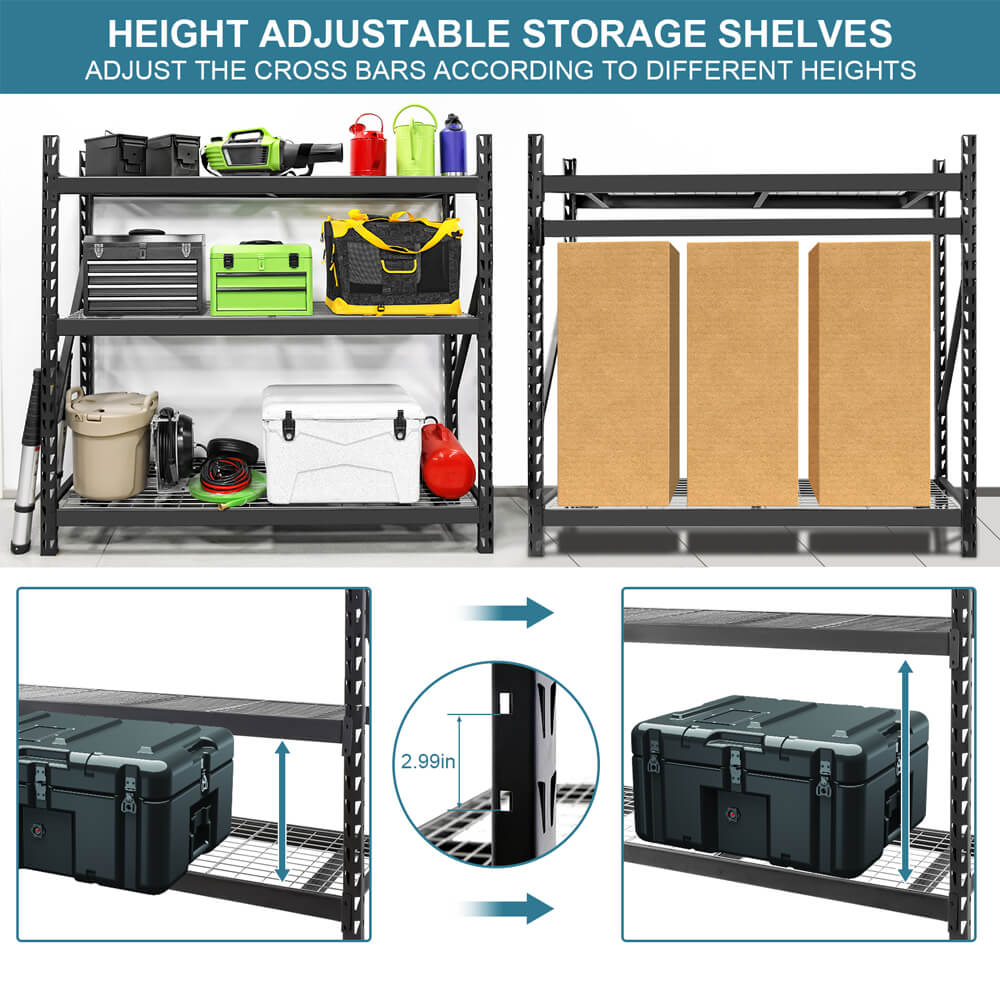 HEIGHT ADJUSTABLE STORAGE SHELVES
ADJUST THE CROSS BARS ACCORDING TO DIFFERENT HEIGHTS
2.99in